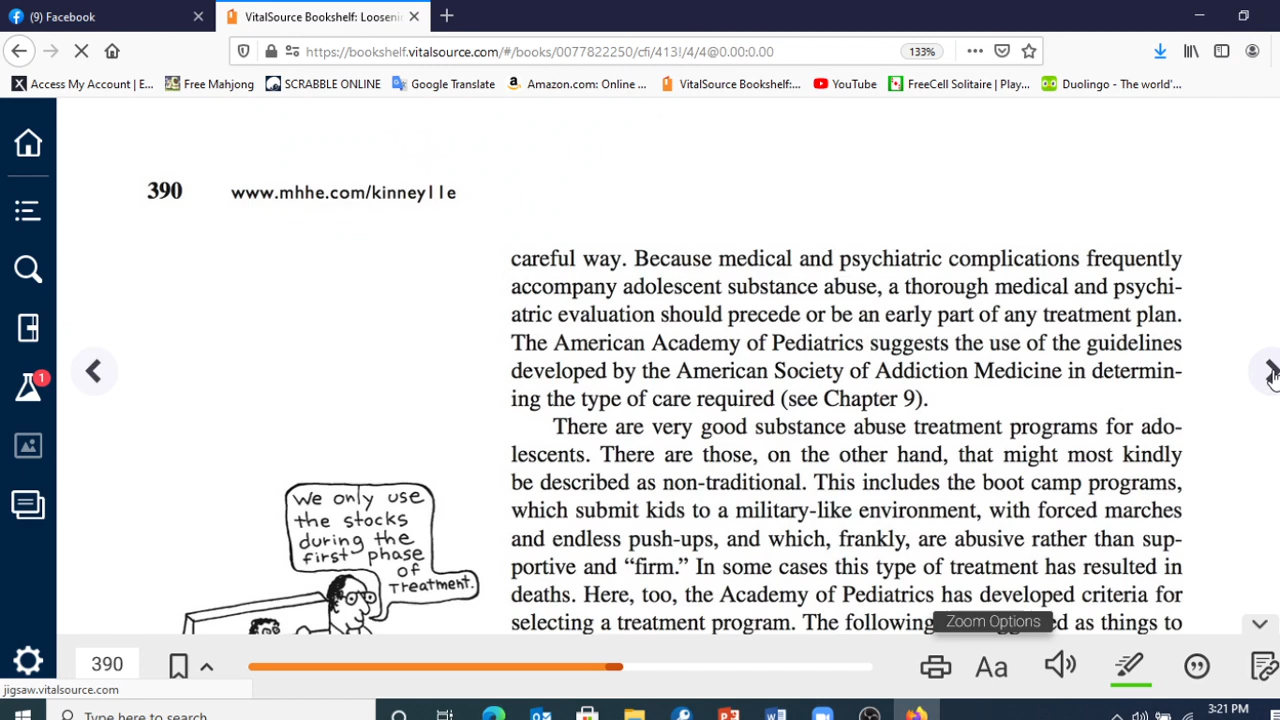 (9) Facebook
VitalSource Bookshelf: Loosenin
https://bookshelf.vitalsource.com/#/books/0077822250/cfi/413!/4/4@0.00:0.00
133%
Access My Account | E...
Free Mahjong
SCRABBLE ONLINE
Google Translate
Amazon.com: Online ...
VitalSource Bookshelf:...
YouTube
FreeCell Solitaire | Play...
Duolingo - The world'...
390 www.mhhe.com/kinney11e
careful way. Because medical and psychiatric complications frequently
accompany adolescent substance abuse, a thorough medical and psychi-
atric evaluation should precede or be an early part of any treatment plan.
The American Academy of Pediatrics suggests the use of the guidelines
developed by the American Society of Addiction Medicine in determin-
ing the type of care required (see Chapter 9).
There are very good substance abuse treatment programs for ado-
lescents. There are those, on the other hand, that might most kindly
be described as non-traditional. This includes the boot camp programs,
which submit kids to a military-like environment, with forced marches
and endless push-ups, and which, frankly, are abusive rather than sup-
portive and “firm.” In some cases this type of treatment has resulted in
deaths. Here, too, the Academy of Pediatrics has developed criteria for
selecting a treatment program. The following
ed as things to
We only use
the stocks
during the
first phase
of
Treatment.
1
Zoom Options
390
Aa
jigsaw.vitalsource.com
Type here to search
3:21 PM